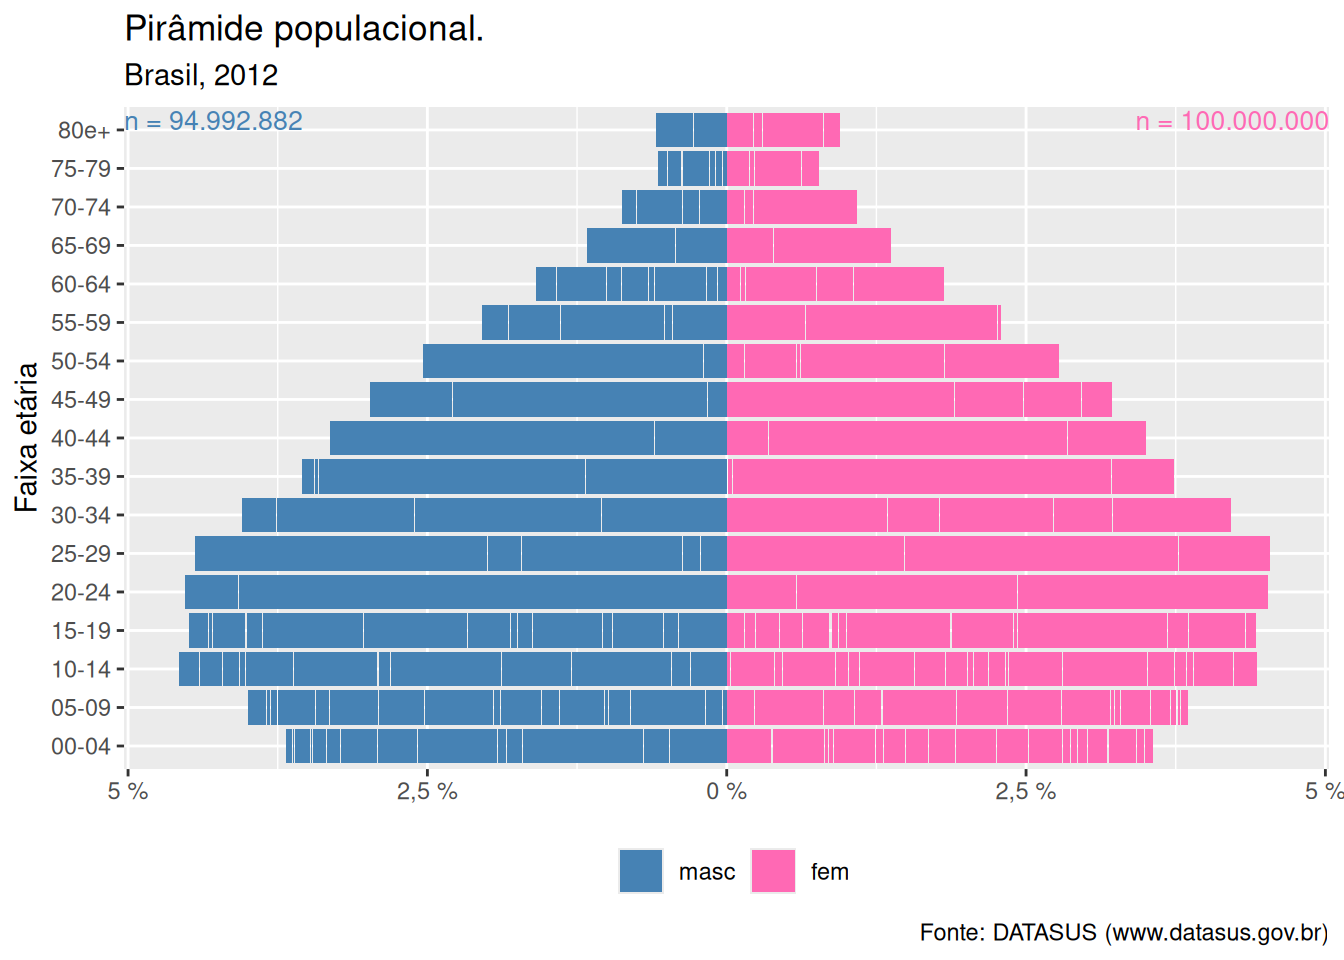 Pirâmide populacional.
Brasil, 2012
n = 94.992.882
n = 100.000.000
Faixa etária
80e+
75-79
70-74
65-69
60-64
55-59
50-54
45-49
40-44
35-39
30-34
25-29
20-24
15-19
10-14
05-09
00-04
5 % 2,5 % 0 % 2,5 % 5 %
masc fem
Fonte: DATASUS (www.datasus.gov.br)